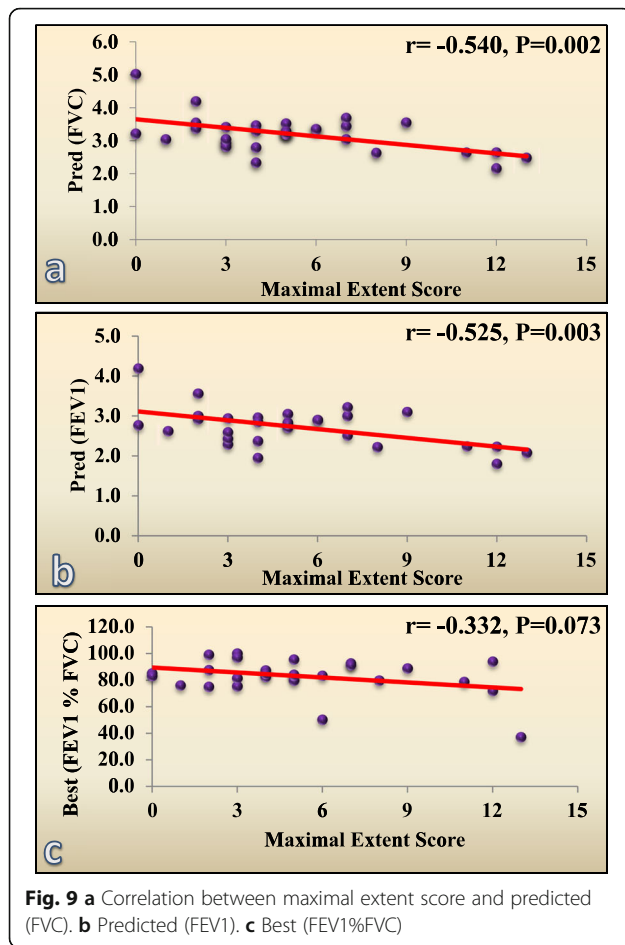 r= -0.540, P=0.002
6.0
5.0
4.0
3.0
2.0
1.0
0.0
Pred (FVC)
0 3 6 9 12 15
Maximal Extent Score
a
r= -0.525, P=0.003
5.0
4.0
3.0
2.0
1.0
0.0
Pred (FEV1)
0 3 6 9 12 15
Maximal Extent Score
b
r= -0.332, P=0.073
120.0
100.0
80.0
60.0
40.0
20.0
0.0
Best (FEV1 % FVC)
0 3 6 9 12 15
Maximal Extent Score
c
Fig. 9 a Correlation between maximal extent score and predicted
(FVC). b Predicted (FEV1). c Best (FEV1%FVC)